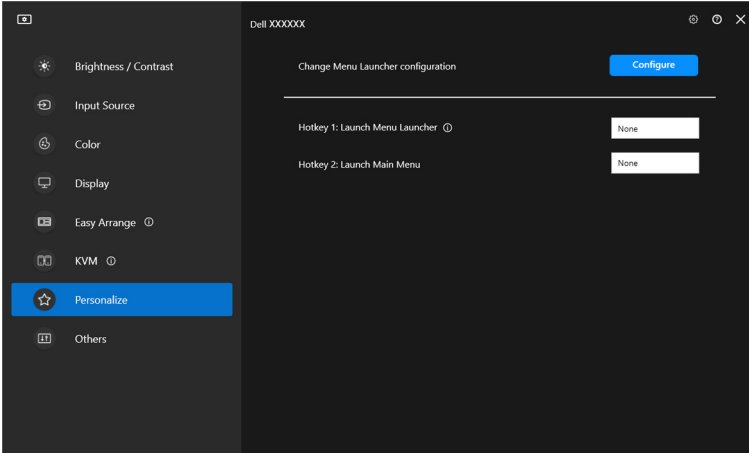 Dell XXXXXX
Brightness / Contrast
Input Source
Color
Display
Easy Arrange
KVM
Personalize
Others
Change Menu Launcher configuration
Configure
Hotkey 1: Launch Menu Launcher
None
Hotkey 2: Launch Main Menu
None